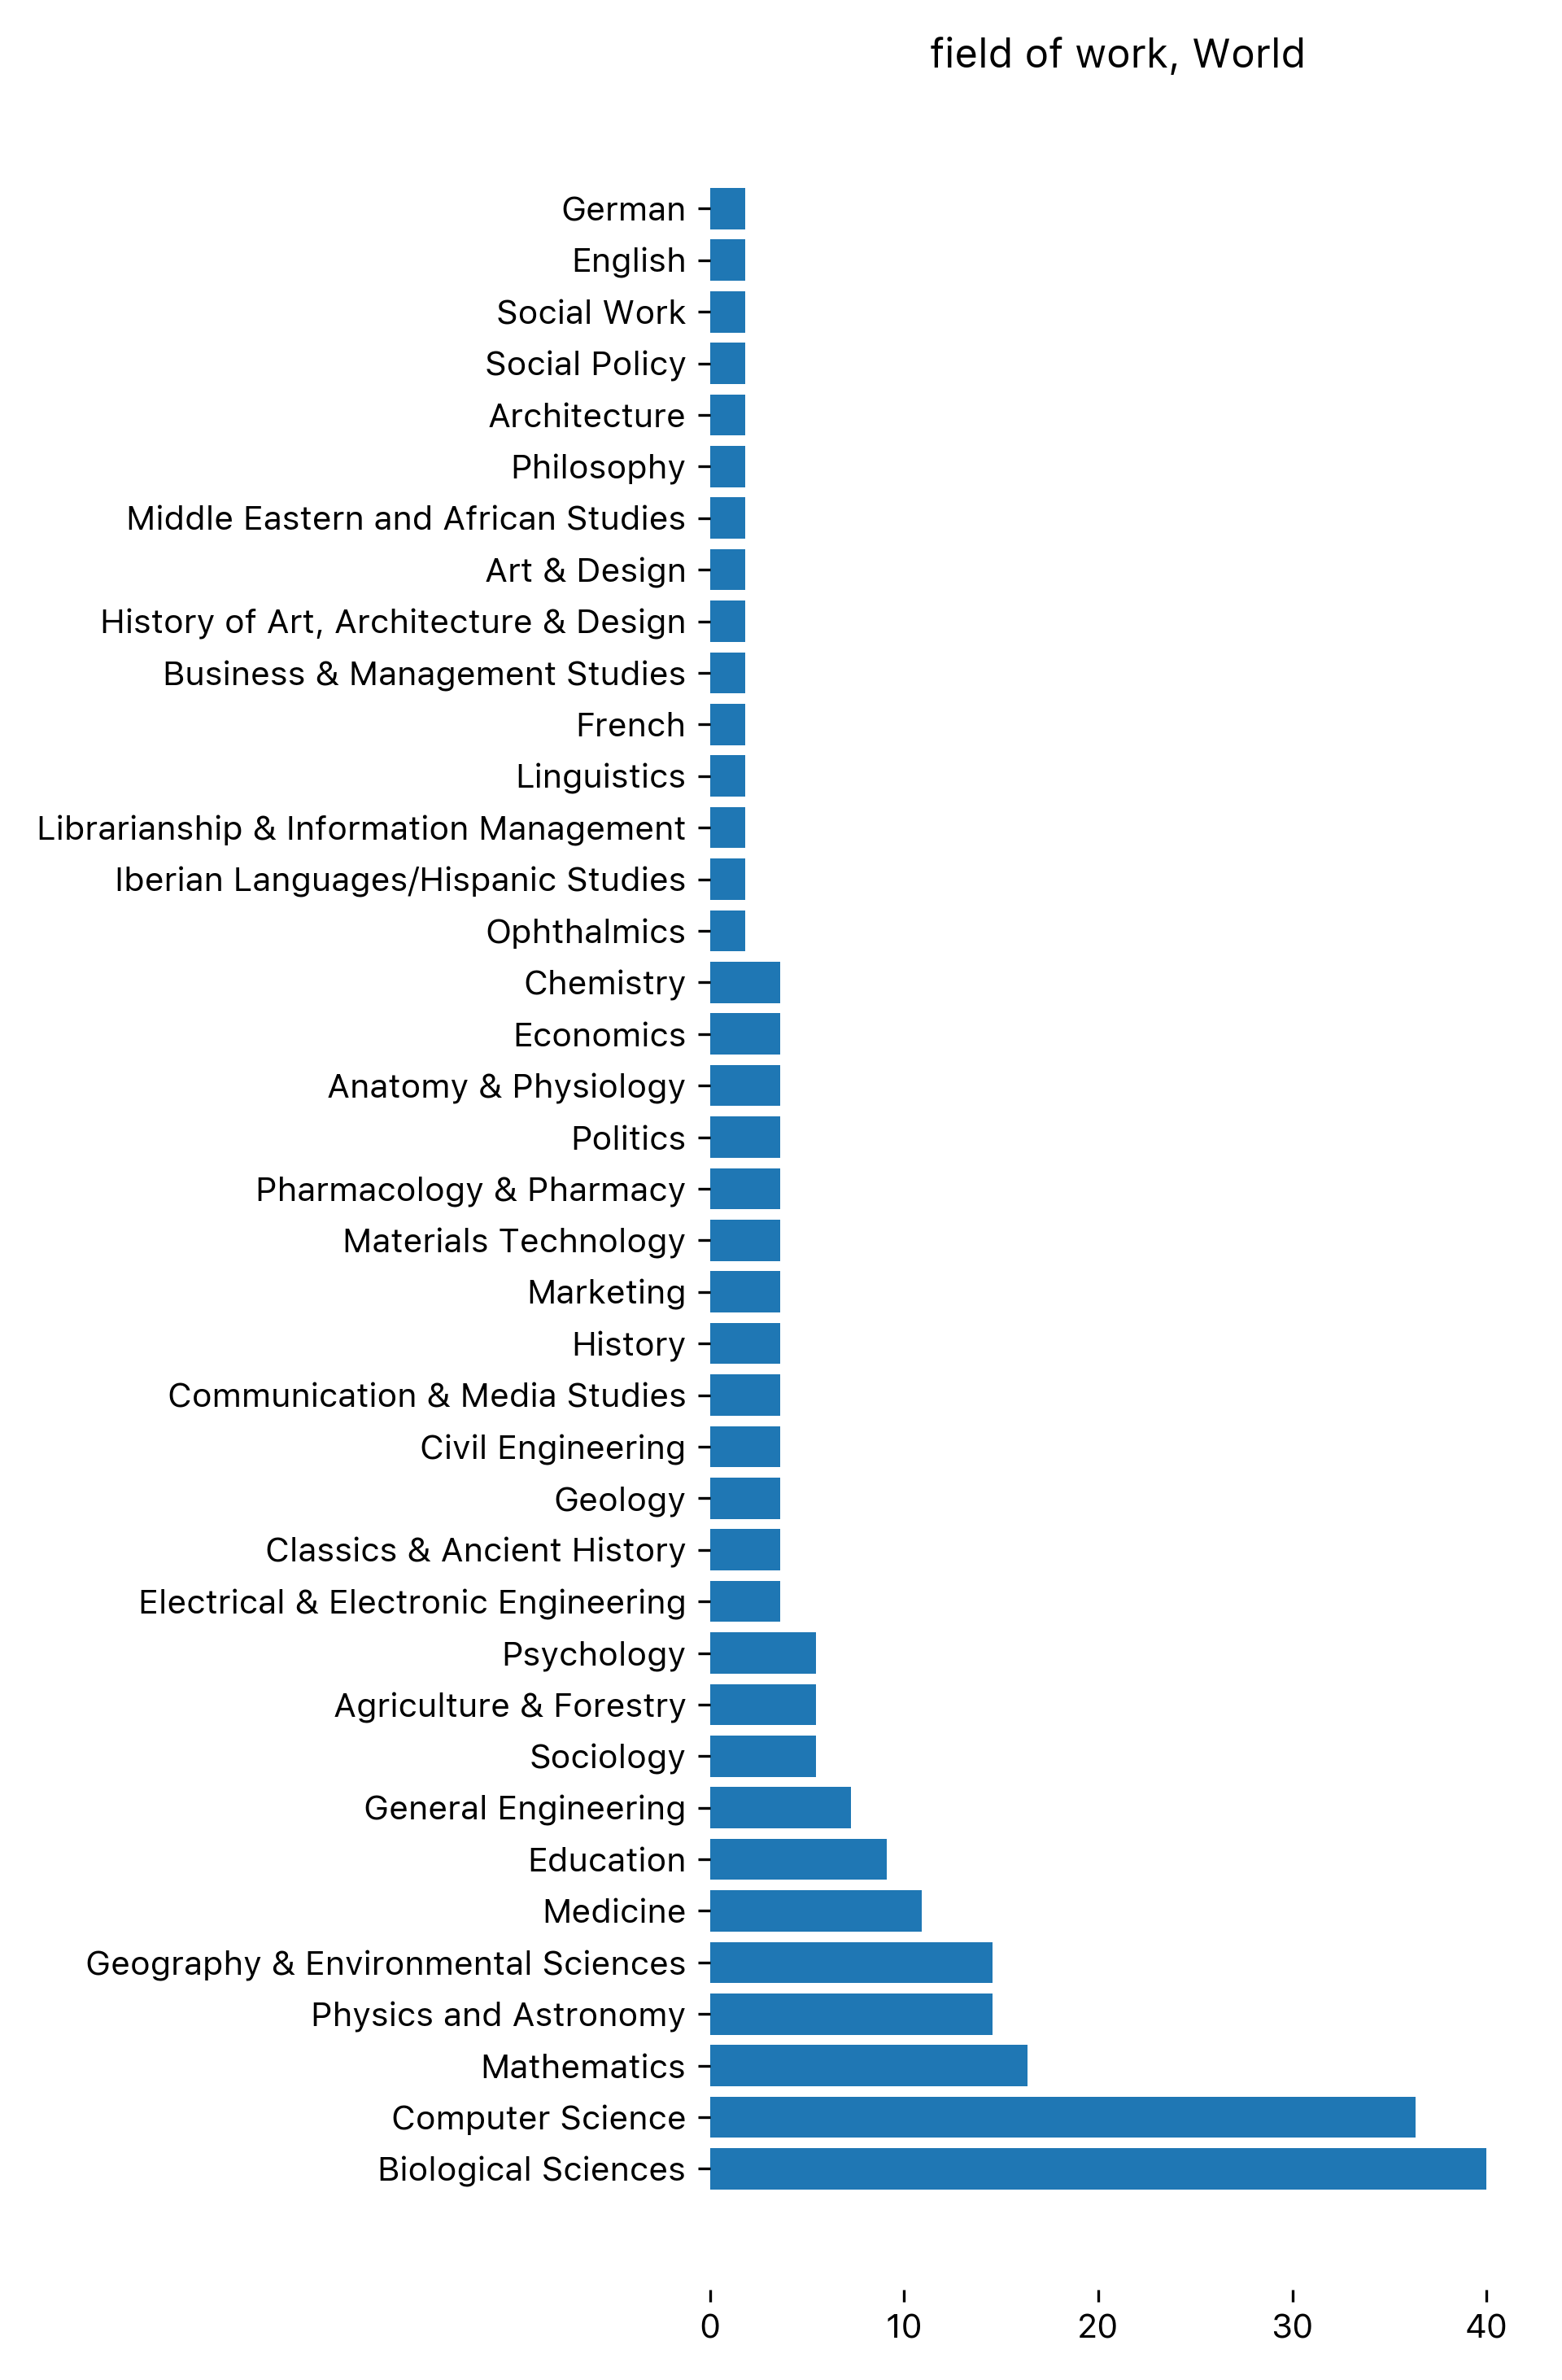 field of work, World
German
English
Social Work
Social Policy
Architecture
Philosophy
Middle Eastern and African Studies
Art & Design
History of Art, Architecture & Design
Business & Management Studies
French
Linguistics
Librarianship & Information Management
Iberian Languages/Hispanic Studies
Ophthalmics
Chemistry
Economics
Anatomy & Physiology
Politics
Pharmacology & Pharmacy
Materials Technology
Marketing
History
Communication & Media Studies
Civil Engineering
Geology
Classics & Ancient History
Electrical & Electronic Engineering
Psychology
Agriculture & Forestry
Sociology
General Engineering
Education
Medicine
Geography & Environmental Sciences
Physics and Astronomy
Mathematics
Computer Science
Biological Sciences
0 10 20 30 40